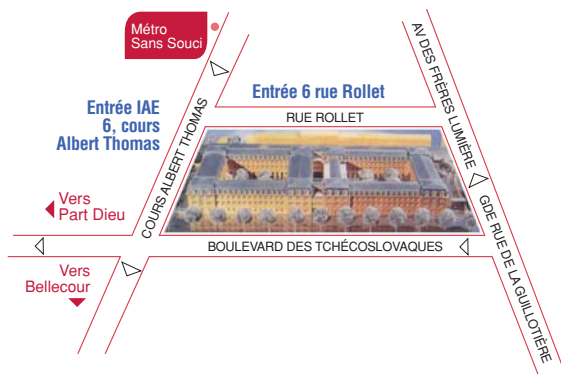 Métro
Sans Souci
AV DES FRÈRES LUMIÈRE
Entrée 6 rue Rollet
Entrée IAE
6, cours
Albert Thomas
RUE ROLLET
COURS ALBERT THOMAS
Vers
Part Dieu
BOULEVARD DES TCHÉCOSLOVAQUES
GDE RUE DE LA GUILLOTIÈRE
Vers
Bellecour